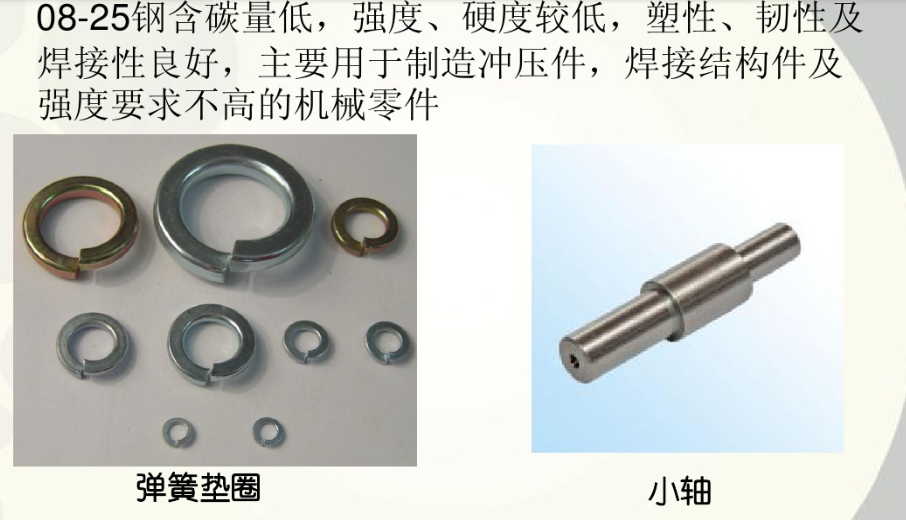 08-25钢含碳量低，强度、硬度较低，塑性、韧性及
焊接性良好，主要用于制造冲压件，焊接结构件及
强度要求不高的机械零件
弹簧垫圈
小轴